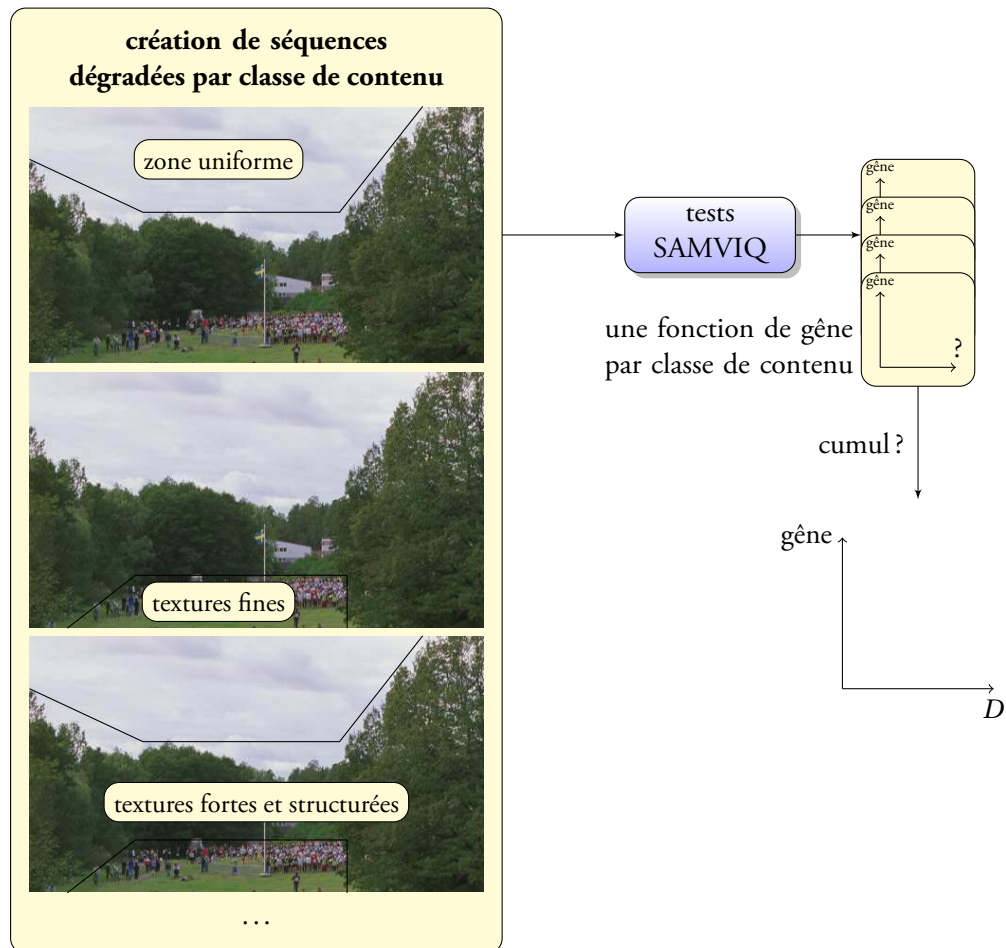 création de séquences
dégradées par classe de contenu
zone uniforme
textures fines
textures fortes et structurées
...
tests
SAMVIQ
gêne
gêne
gêne
gêne
?
une fonction de gêne
par classe de contenu
cumul ?
gêne
D